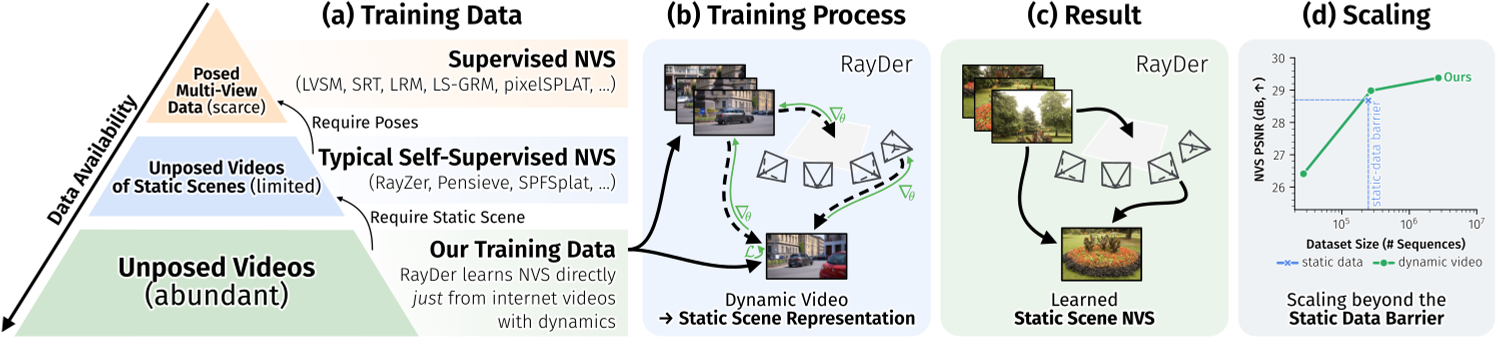 (a) Training Data
Data Availability
Posed
Multi-View
Data (scarce)
Supervised NVS
(LVSM, SRT, LRM, LS-GRM, pixelSPLAT, ...)
Require Poses
Unposed Videos
of Static Scenes (limited)
Typical Self-Supervised NVS
(RayZer, Pensieve, SPFSplat, ...)
Require Static Scene
Unposed Videos
(abundant)
Our Training Data
RayDer learns NVS directly
just from internet videos
with dynamics
(b) Training Process
RayDer
∇θ
∇θ
∇θ
ℒ
Dynamic Video
→ Static Scene Representation
(c) Result
RayDer
Learned
Static Scene NVS
(d) Scaling
NVS PSNR (dB, ↑)
30
29
28
27
26
Ours
static-data barrier
10⁵
10⁶
10⁷
Dataset Size (# Sequences)
static data
dynamic video
Scaling beyond the
Static Data Barrier